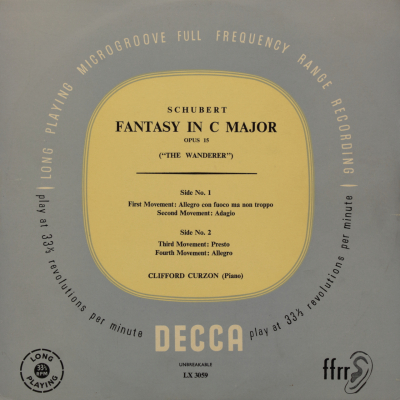 LONG PLAYING MICROGROOVE FULL FREQUENCY RANGE RECORDING
SCHUBERT
FANTASY IN C MAJOR
OPUS 15
("THE WANDERER")
Side No. 1
First Movement: Allegro con fuoco ma non troppo
Second Movement: Adagio
Side No. 2
Third Movement: Presto
Fourth Movement: Allegro
CLIFFORD CURZON (Piano)
play at 33⅓ revolutions per minute
DECCA
play at 33⅓ revolutions per minute
UNBREAKABLE
LX 3059
LONG
33⅓
RPM
PLAYING
ffrr